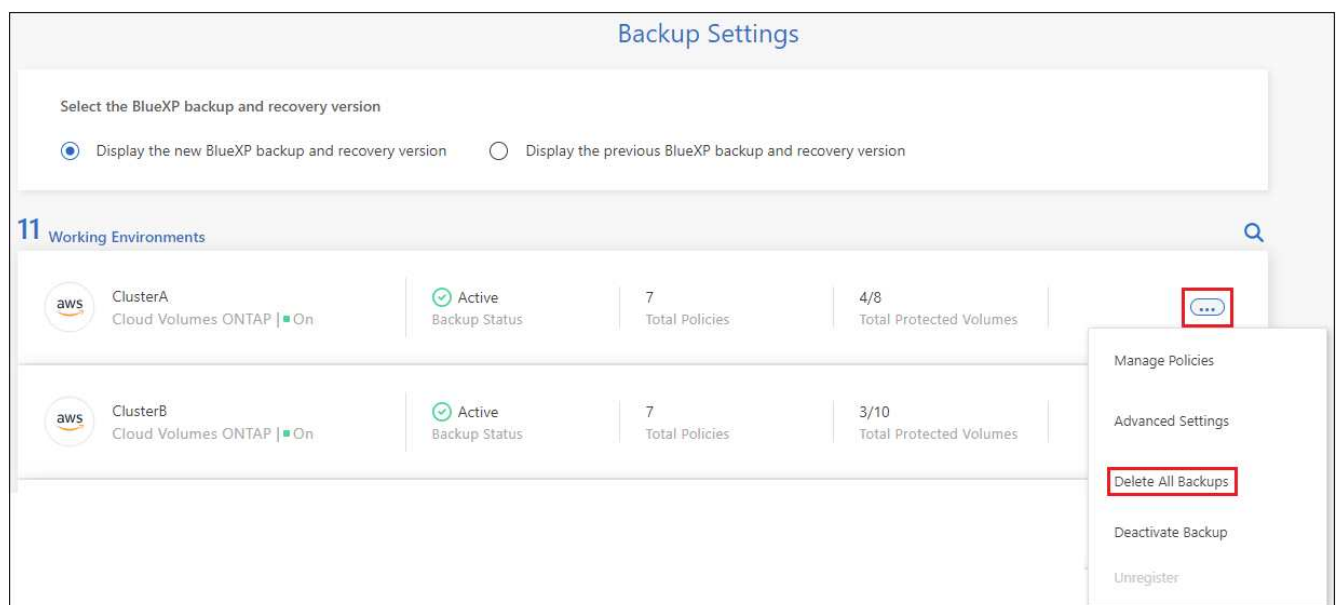 Backup Settings
Select the BlueXP backup and recovery version
Display the new BlueXP backup and recovery version Display the previous BlueXP backup and recovery version
11 Working Environments
aws ClusterA Active 7 4/8 ...
Cloud Volumes ONTAP | On Backup Status Total Policies Total Protected Volumes
Manage Policies
aws ClusterB Active 7 3/10
Cloud Volumes ONTAP | On Backup Status Total Policies Total Protected Volumes
Advanced Settings
Delete All Backups
Deactivate Backup
Unregister